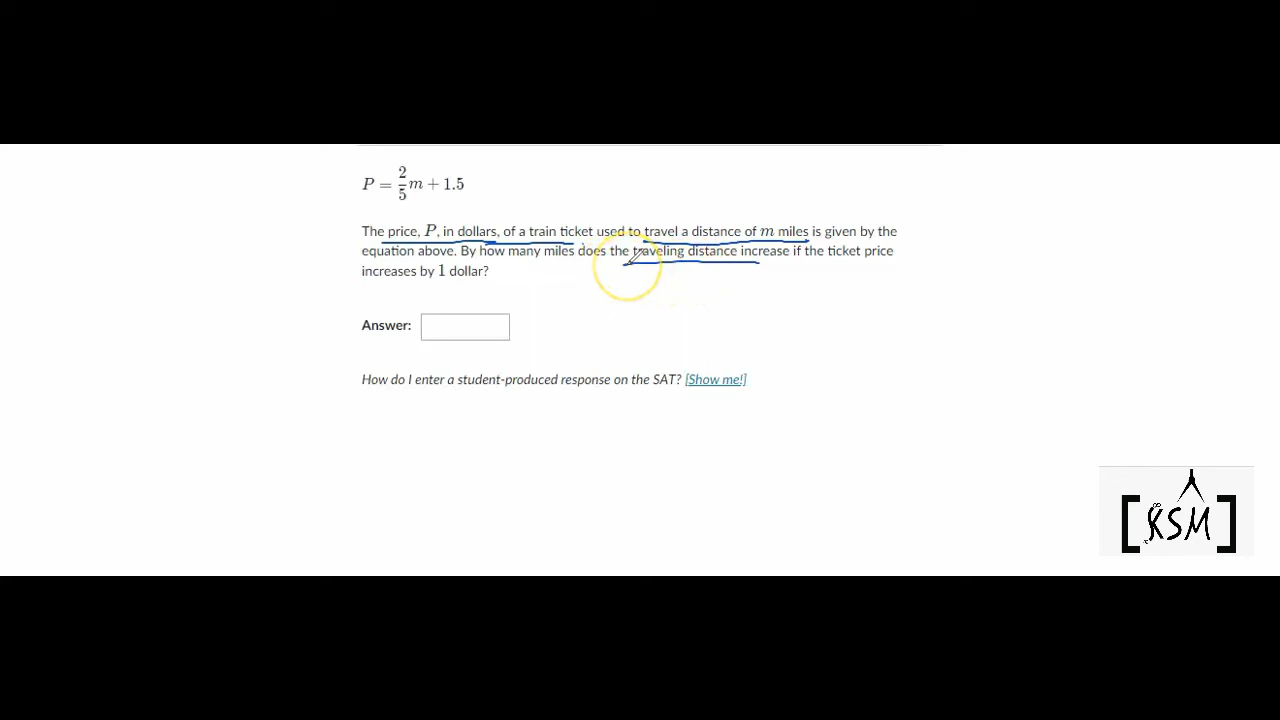 P = 2/5 m + 1.5
The price, P, in dollars, of a train ticket used to travel a distance of m miles is given by the
equation above. By how many miles does the traveling distance increase if the ticket price
increases by 1 dollar?
Answer:
How do I enter a student-produced response on the SAT? [Show me!]
[KSM]